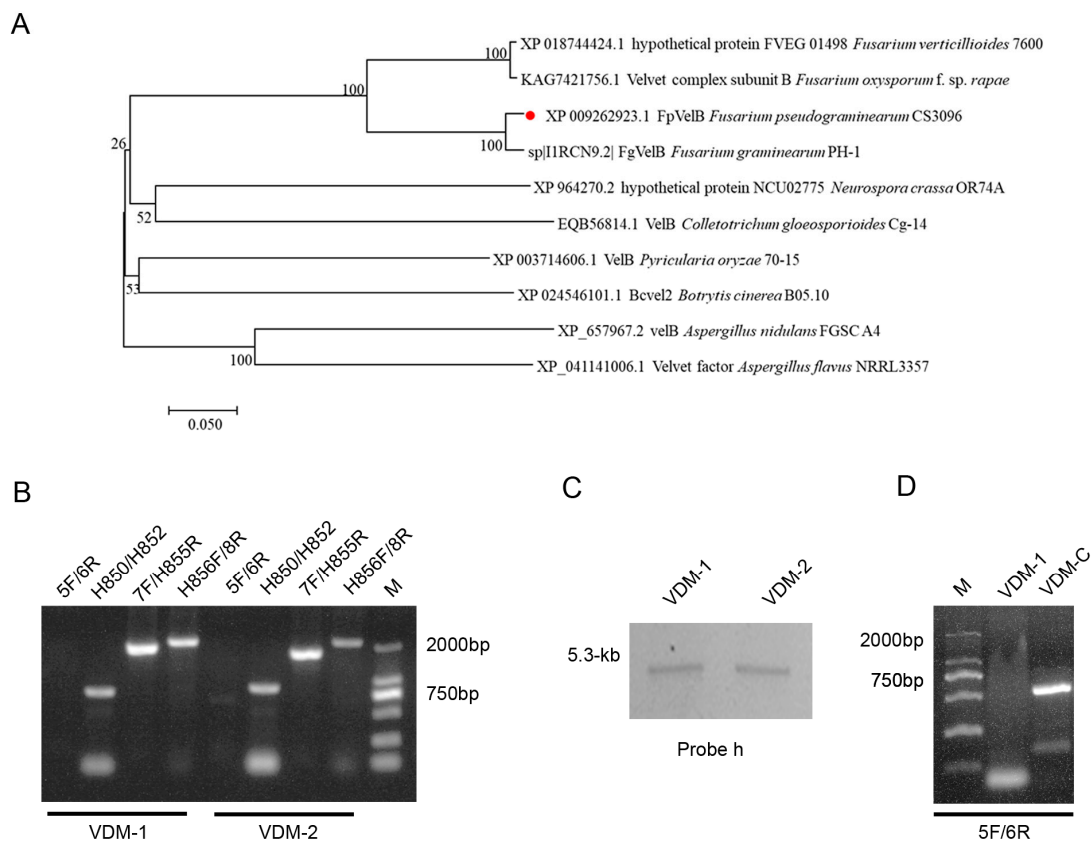 A
XP 018744424.1 hypothetical protein FVEG 01498 Fusarium verticillioides 7600
KAG7421756.1 Velvet complex subunit B Fusarium oxysporum f. sp. rapae
XP 009262923.1 FpVelB Fusarium pseudograminearum CS3096
sp|I1RCN9.2| FgVelB Fusarium graminearum PH-1
XP 964270.2 hypothetical protein NCU02775 Neurospora crassa OR74A
EQB56814.1 VelB Colletotrichum gloeosporioides Cg-14
XP 003714606.1 VelB Pyricularia oryzae 70-15
XP 024546101.1 Bcvel2 Botrytis cinerea B05.10
XP_657967.2 velB Aspergillus nidulans FGSC A4
XP_041141006.1 Velvet factor Aspergillus flavus NRRL3357
100
100
100
26
52
53
100
0.050
B
5F/6R
H850/H852
7F/H855R
H856F/8R
5F/6R
H850/H852
7F/H855R
H856F/8R
M
2000bp
750bp
VDM-1
VDM-2
C
VDM-1
VDM-2
5.3-kb
Probe h
D
M
VDM-1
VDM-C
2000bp
750bp
5F/6R